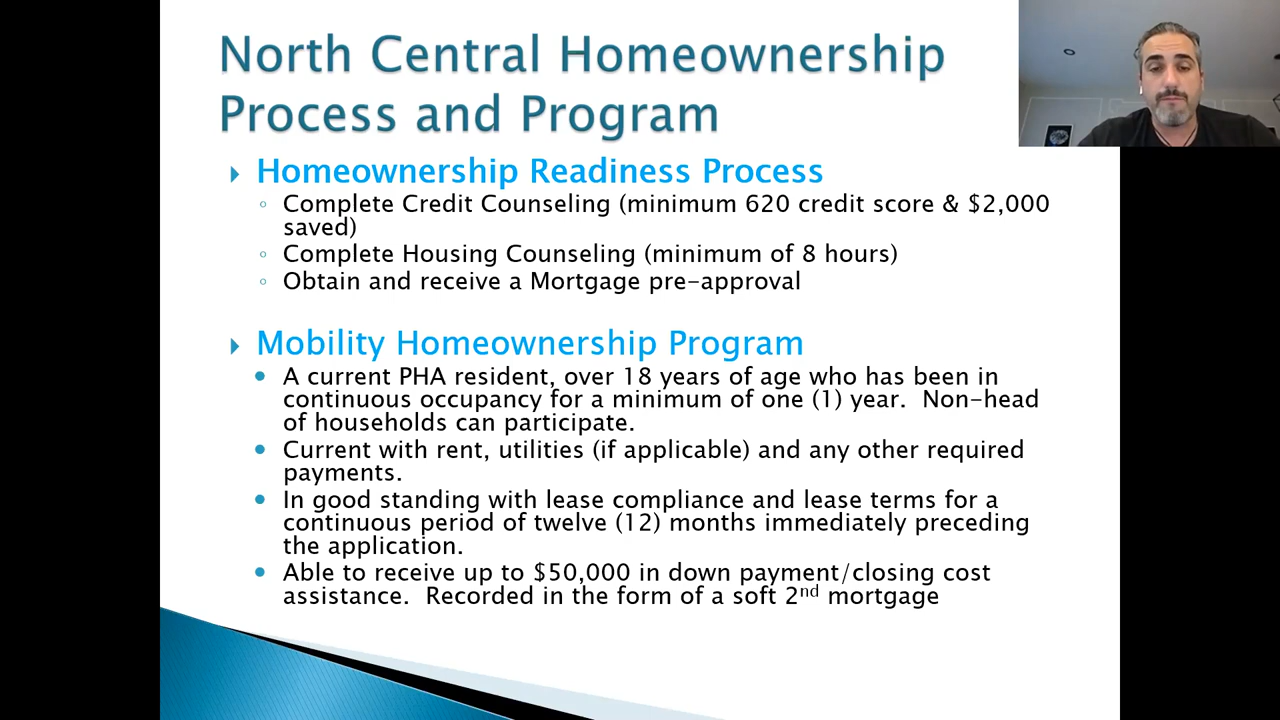 North Central Homeownership
Process and Program
Homeownership Readiness Process
Complete Credit Counseling (minimum 620 credit score & $2,000
saved)
Complete Housing Counseling (minimum of 8 hours)
Obtain and receive a Mortgage pre-approval
Mobility Homeownership Program
A current PHA resident, over 18 years of age who has been in
continuous occupancy for a minimum of one (1) year.  Non-head
of households can participate.
Current with rent, utilities (if applicable) and any other required
payments.
In good standing with lease compliance and lease terms for a
continuous period of twelve (12) months immediately preceding
the application.
Able to receive up to $50,000 in down payment/closing cost
assistance.  Recorded in the form of a soft 2nd mortgage